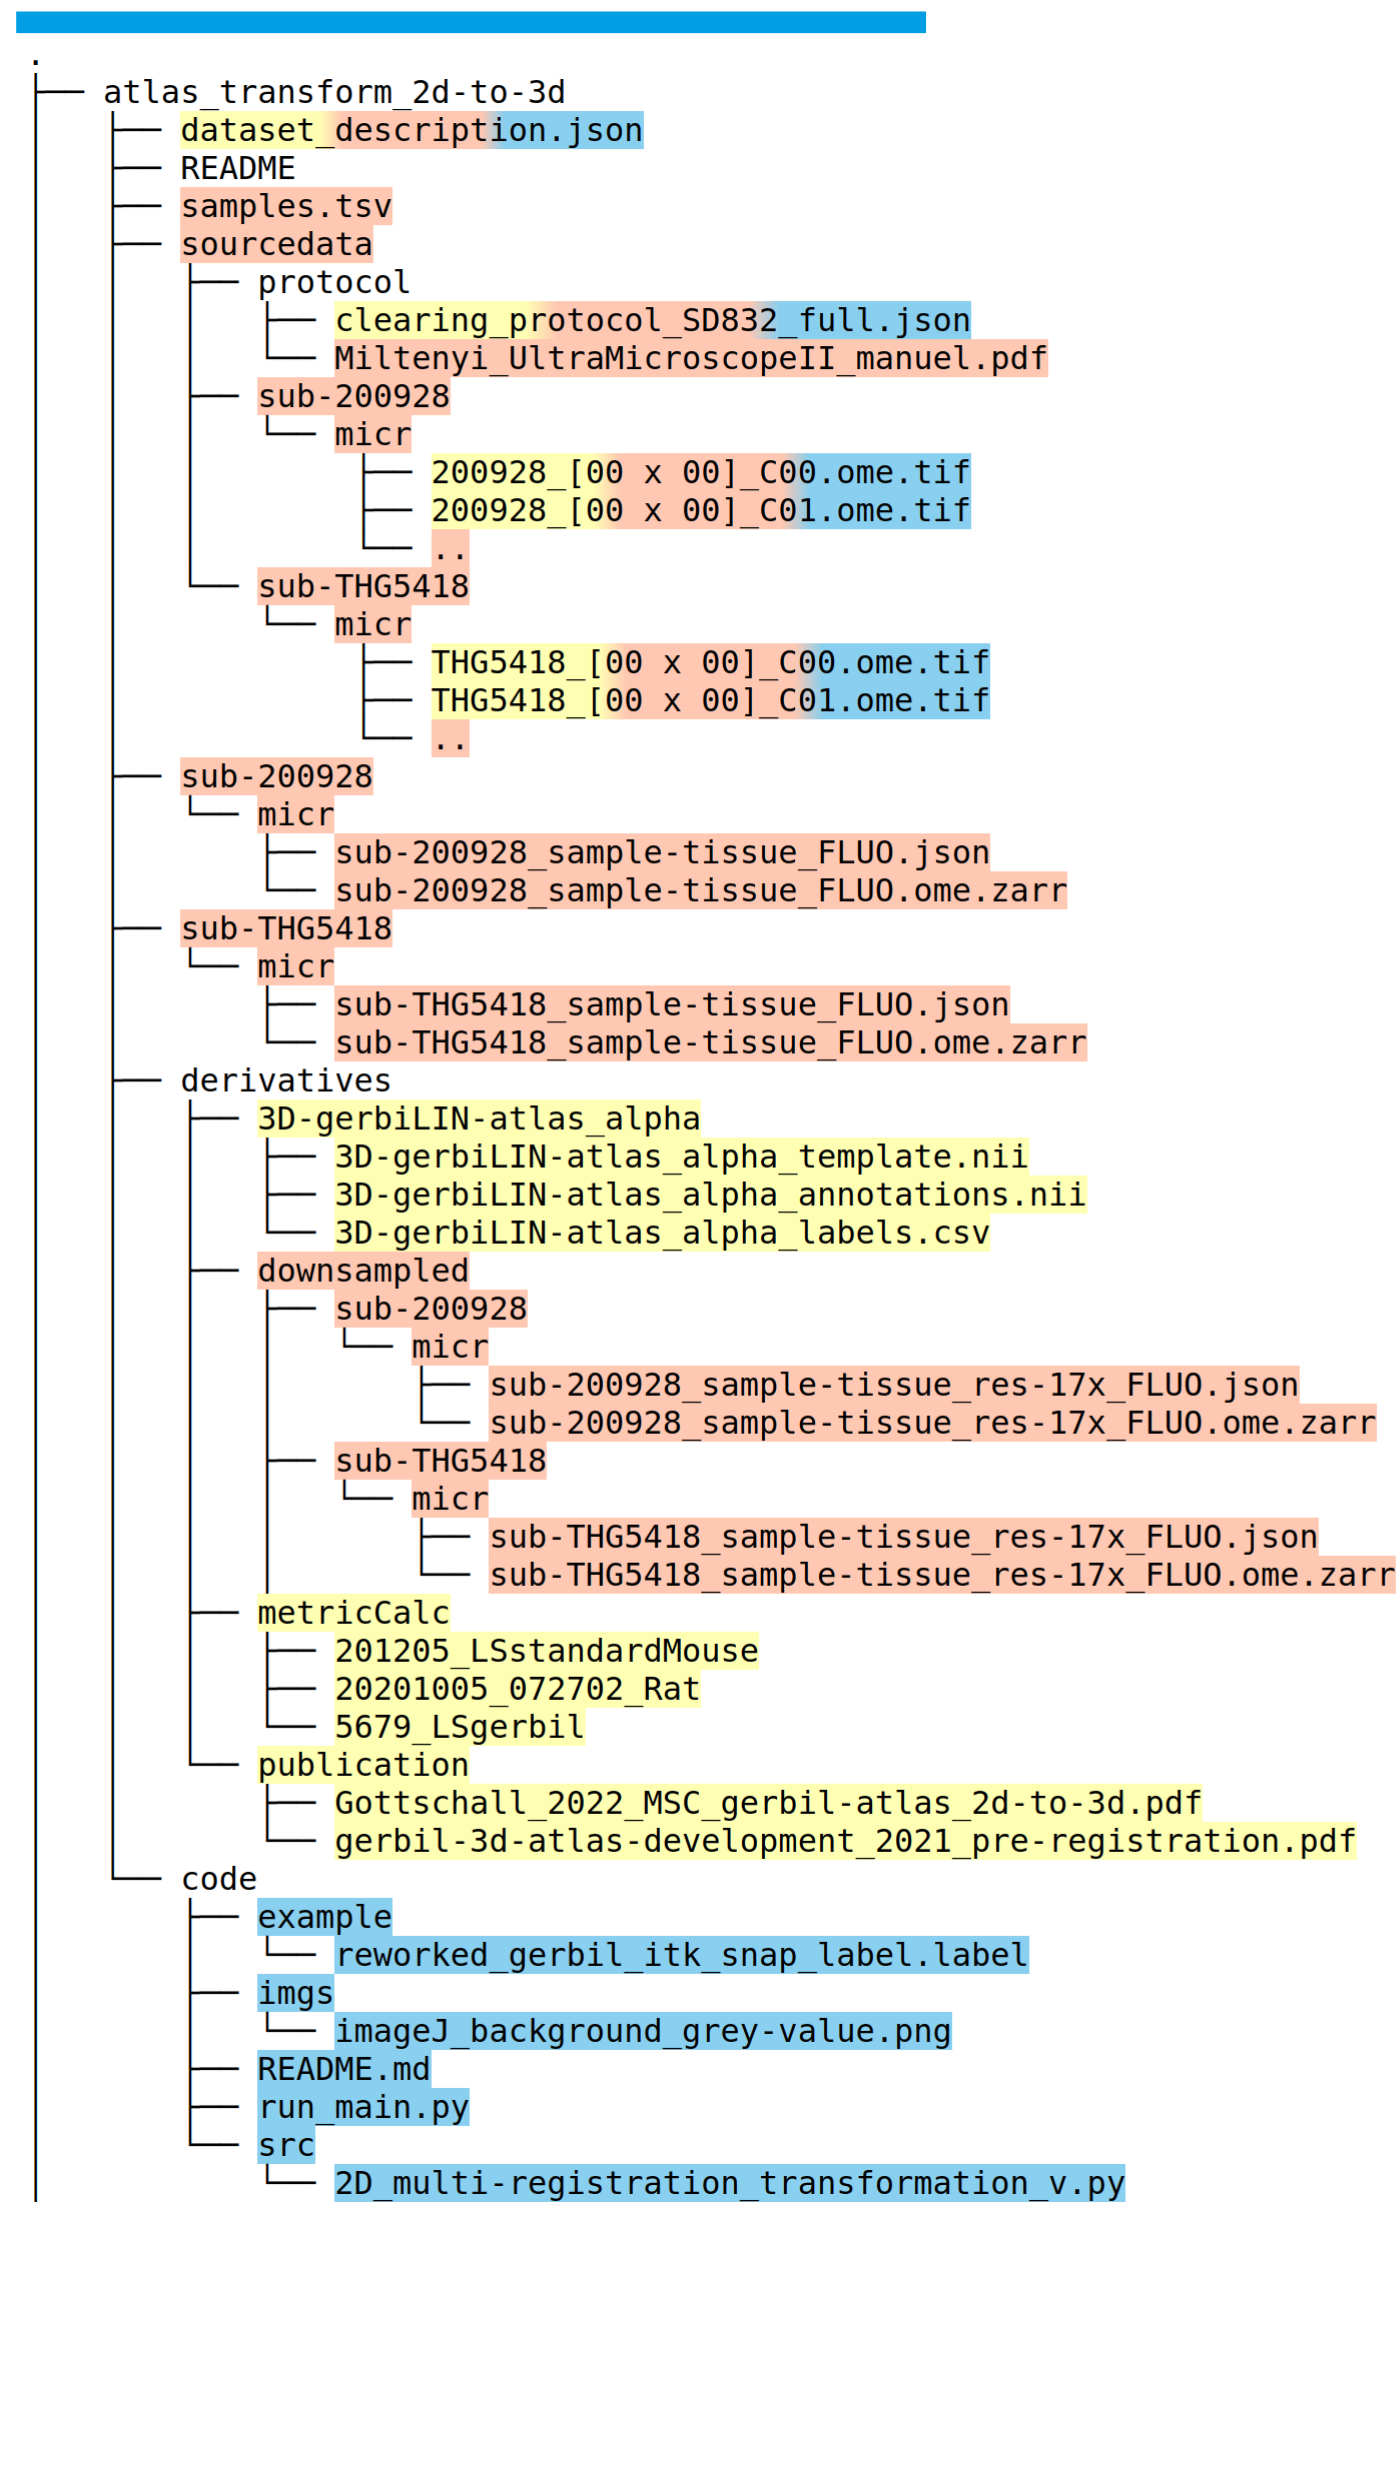 .
├── atlas_transform_2d-to-3d
│   ├── dataset_description.json
│   ├── README
│   ├── samples.tsv
│   ├── sourcedata
│   │   ├── protocol
│   │   │   ├── clearing_protocol_SD832_full.json
│   │   │   └── Miltenyi_UltraMicroscopeII_manuel.pdf
│   │   ├── sub-200928
│   │   │   └── micr
│   │   │        ├── 200928_[00 x 00]_C00.ome.tif
│   │   │        ├── 200928_[00 x 00]_C01.ome.tif
│   │   │        └── ..
│   │   └── sub-THG5418
│   │       └── micr
│   │            ├── THG5418_[00 x 00]_C00.ome.tif
│   │            ├── THG5418_[00 x 00]_C01.ome.tif
│   │            └── ..
│   ├── sub-200928
│   │   └── micr
│   │       ├── sub-200928_sample-tissue_FLUO.json
│   │       └── sub-200928_sample-tissue_FLUO.ome.zarr
│   ├── sub-THG5418
│   │   └── micr
│   │       ├── sub-THG5418_sample-tissue_FLUO.json
│   │       └── sub-THG5418_sample-tissue_FLUO.ome.zarr
│   ├── derivatives
│   │   ├── 3D-gerbiLIN-atlas_alpha
│   │   │   ├── 3D-gerbiLIN-atlas_alpha_template.nii
│   │   │   ├── 3D-gerbiLIN-atlas_alpha_annotations.nii
│   │   │   └── 3D-gerbiLIN-atlas_alpha_labels.csv
│   │   ├── downsampled
│   │   │   ├── sub-200928
│   │   │   │   └── micr
│   │   │   │       ├── sub-200928_sample-tissue_res-17x_FLUO.json
│   │   │   │       └── sub-200928_sample-tissue_res-17x_FLUO.ome.zarr
│   │   │   ├── sub-THG5418
│   │   │   │   └── micr
│   │   │   │       ├── sub-THG5418_sample-tissue_res-17x_FLUO.json
│   │   │   │       └── sub-THG5418_sample-tissue_res-17x_FLUO.ome.zarr
│   │   ├── metricCalc
│   │   │   ├── 201205_LSstandardMouse
│   │   │   ├── 20201005_072702_Rat
│   │   │   └── 5679_LSgerbil
│   │   └── publication
│   │       ├── Gottschall_2022_MSC_gerbil-atlas_2d-to-3d.pdf
│   │       └── gerbil-3d-atlas-development_2021_pre-registration.pdf
│   └── code
│       ├── example
│       │   └── reworked_gerbil_itk_snap_label.label
│       ├── imgs
│       │   └── imageJ_background_grey-value.png
│       ├── README.md
│       ├── run_main.py
│       └── src
│           └── 2D_multi-registration_transformation_v.py